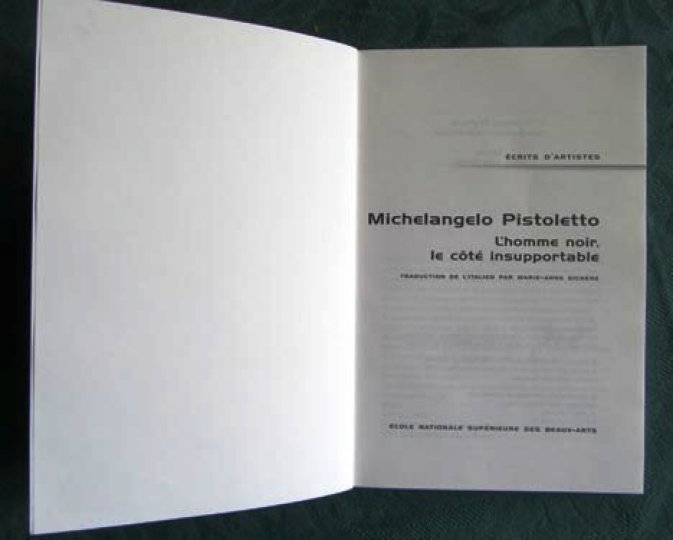 ÉCRITS D'ARTISTES
Michelangelo Pistoletto
L'homme noir,
le côté insupportable
TRADUCTION DE L'ITALIEN PAR MARIE-ANNE SICHÈRE
ÉCOLE NATIONALE SUPÉRIEURE DES BEAUX-ARTS